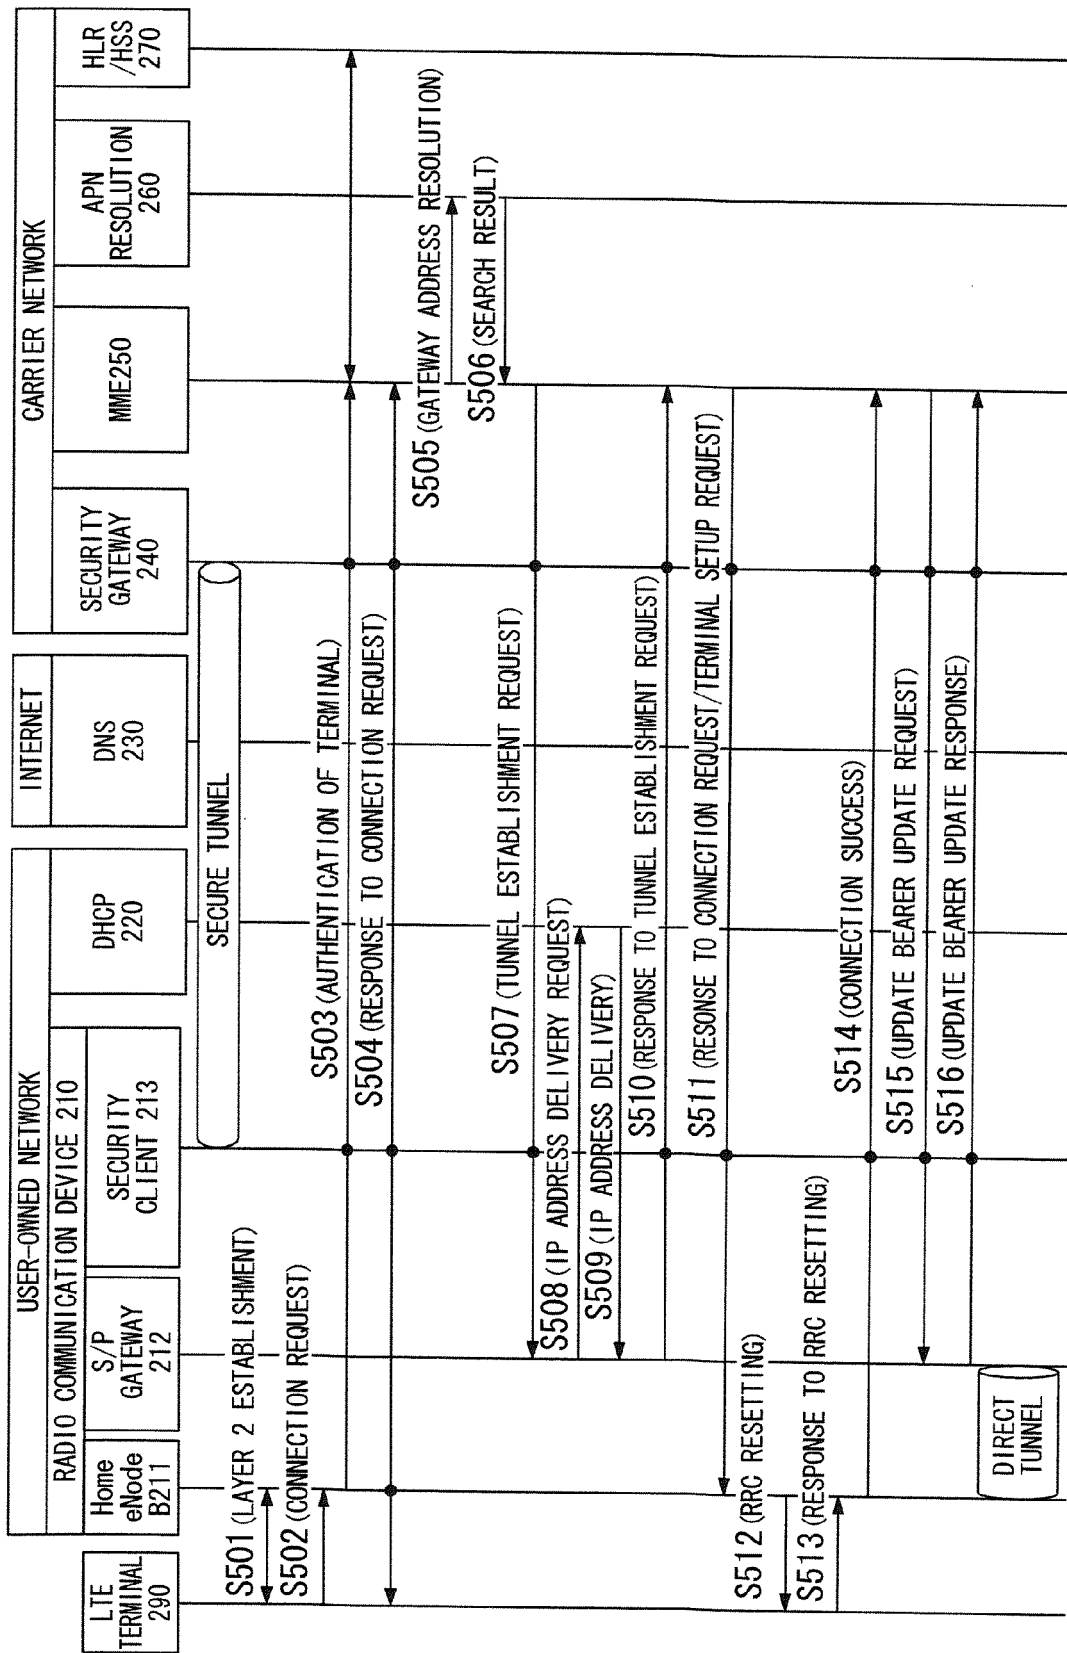 USER-OWNED NETWORK
INTERNET
CARRIER NETWORK
RADIO COMMUNICATION DEVICE 210
LTE
TERMINAL
290
Home
eNode
B211
S/P
GATEWAY
212
SECURITY
CLIENT 213
DHCP
220
DNS
230
SECURITY
GATEWAY
240
MME250
APN
RESOLUTION
260
HLR
/HSS
270
SECURE TUNNEL
S501 (LAYER 2 ESTABLISHMENT)
S502 (CONNECTION REQUEST)
S503 (AUTHENTICATION OF TERMINAL)
S504 (RESPONSE TO CONNECTION REQUEST)
S505 (GATEWAY ADDRESS RESOLUTION)
S506 (SEARCH RESULT)
S507 (TUNNEL ESTABLISHMENT REQUEST)
S508 (IP ADDRESS DELIVERY REQUEST)
S509 (IP ADDRESS DELIVERY)
S510 (RESPONSE TO TUNNEL ESTABLISHMENT REQUEST)
S511 (RESONSE TO CONNECTION REQUEST/TERMINAL SETUP REQUEST)
S512 (RRC RESETTING)
S513 (RESPONSE TO RRC RESETTING)
S514 (CONNECTION SUCCESS)
S515 (UPDATE BEARER UPDATE REQUEST)
S516 (UPDATE BEARER UPDATE RESPONSE)
DIRECT
TUNNEL